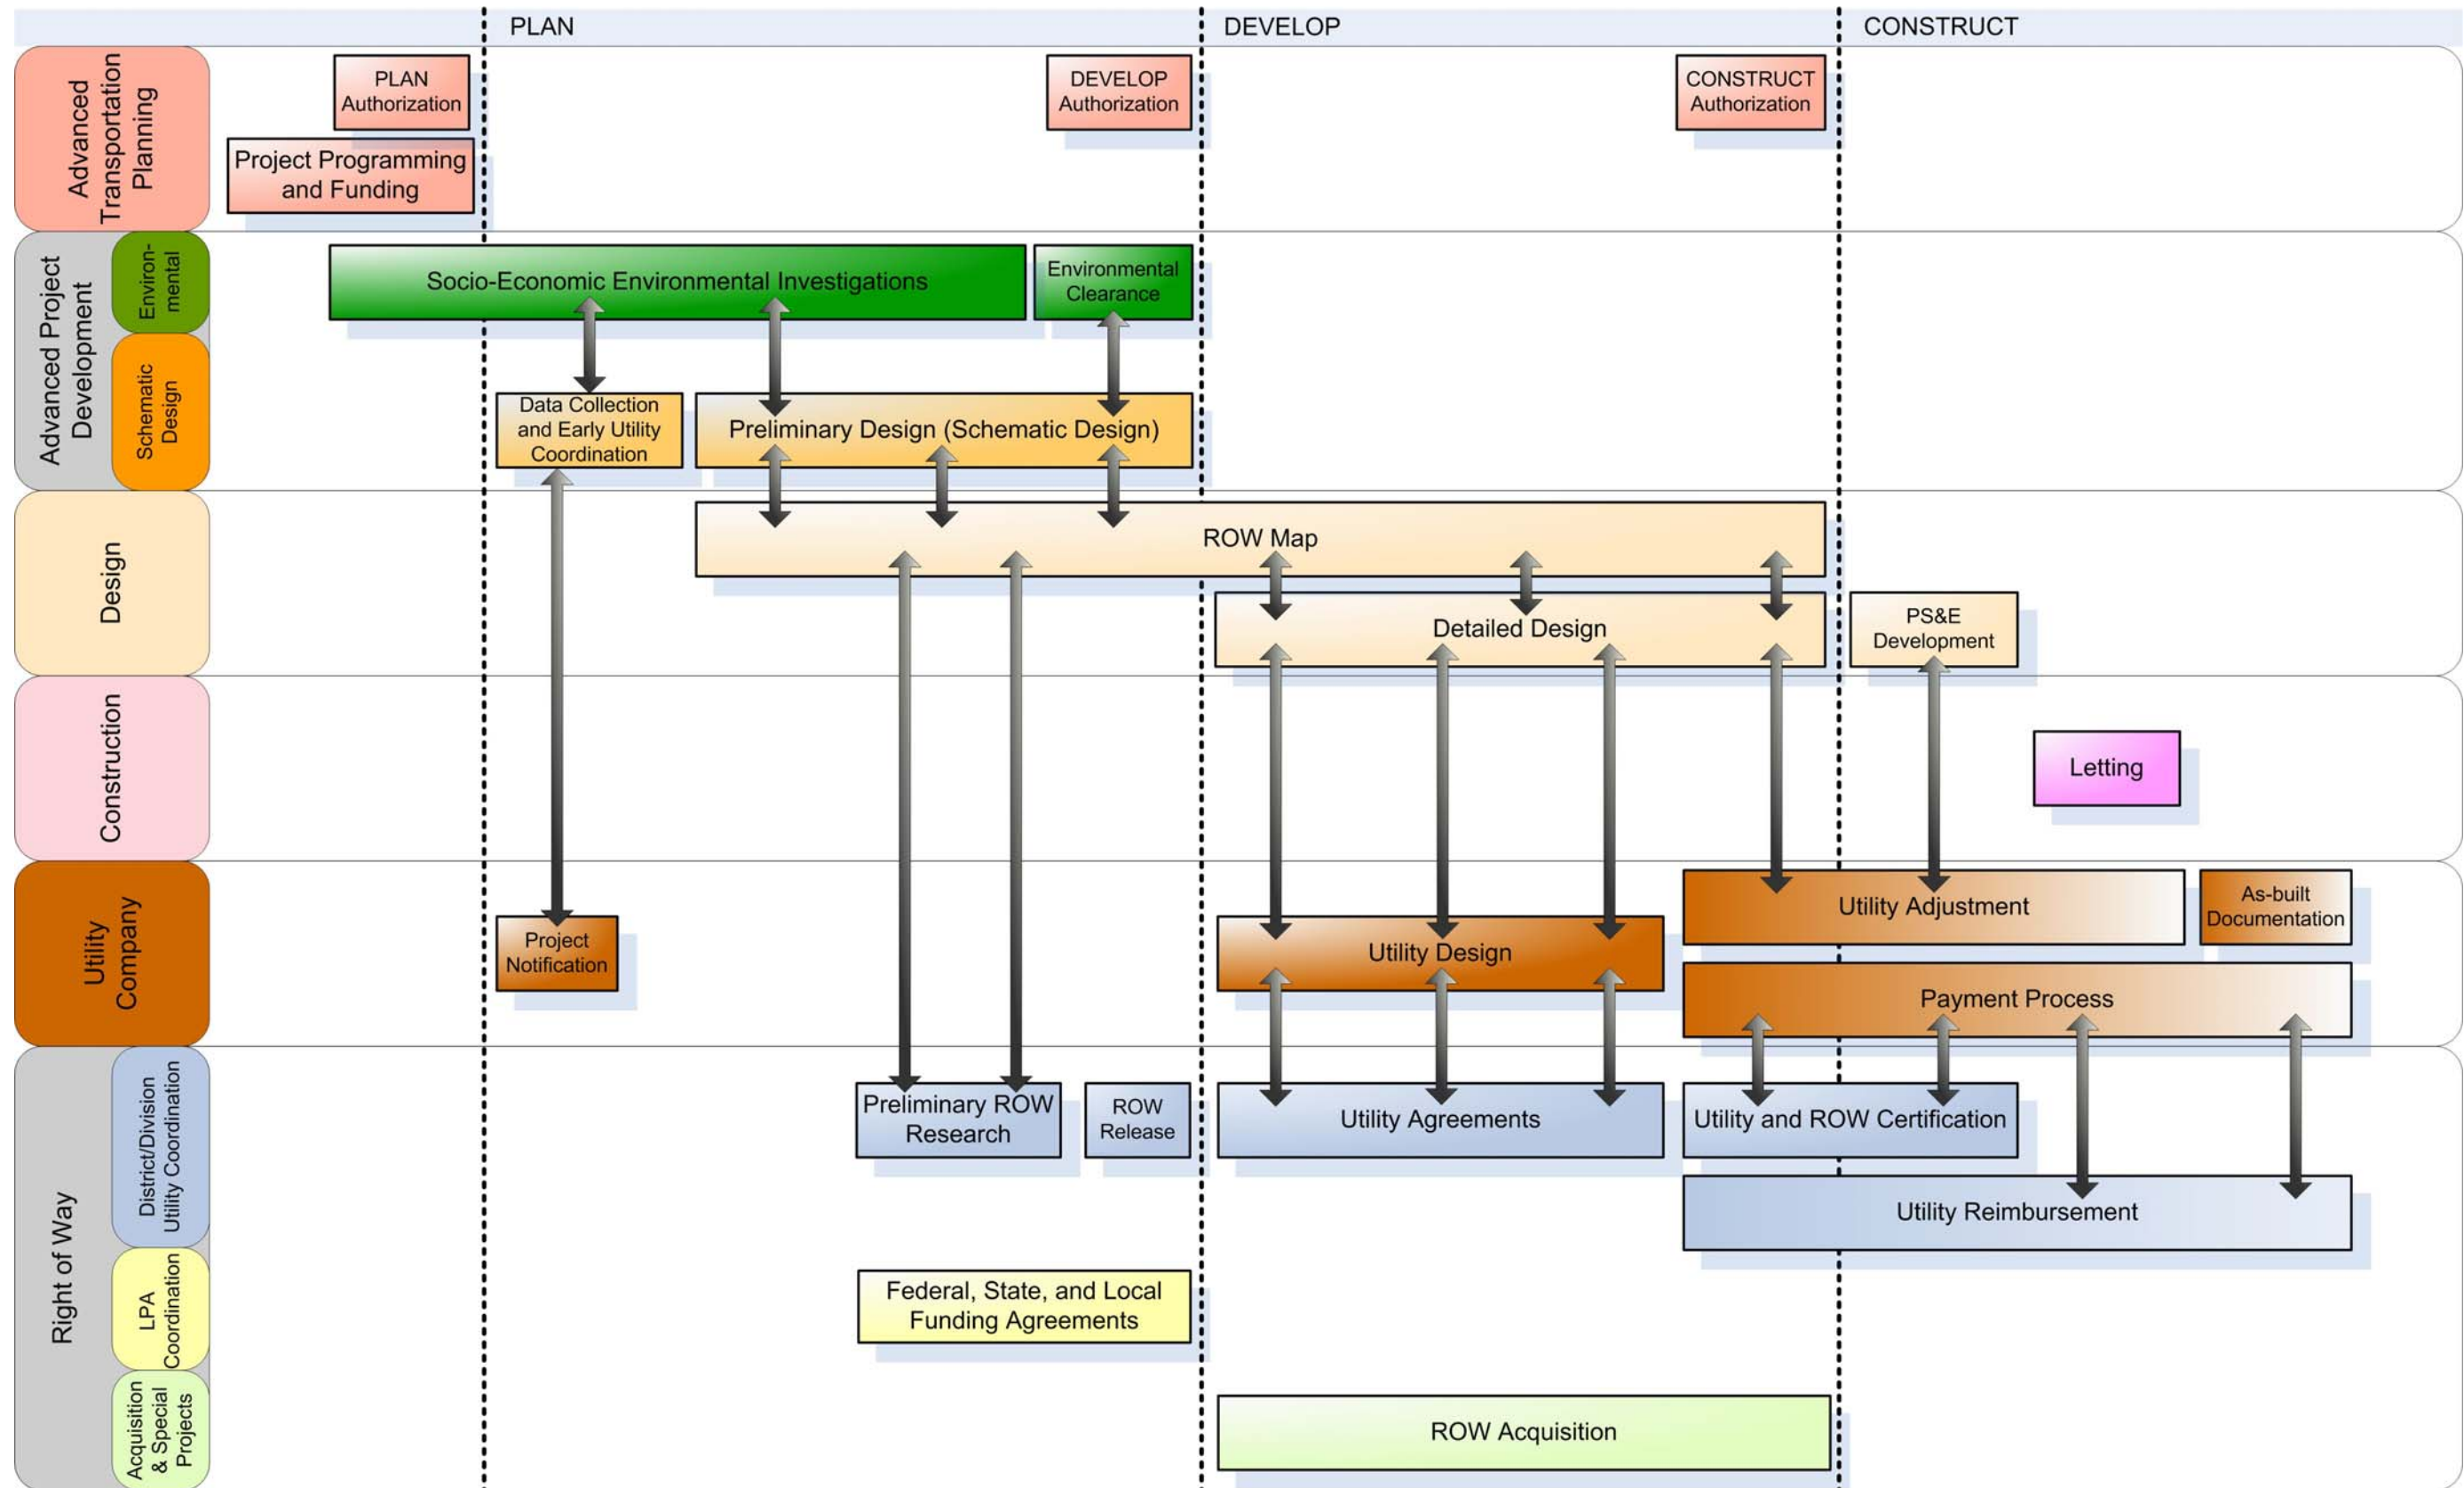 PLAN
DEVELOP
CONSTRUCT
Advanced
Transportation
Planning
PLAN
Authorization
DEVELOP
Authorization
CONSTRUCT
Authorization
Project Programming
and Funding
Advanced Project
Development
Environ-
mental
Socio-Economic Environmental Investigations
Environmental
Clearance
Schematic
Design
Data Collection
and Early Utility
Coordination
Preliminary Design (Schematic Design)
Design
ROW Map
Detailed Design
PS&E
Development
Construction
Letting
Utility
Company
Project
Notification
Utility Design
Utility Adjustment
As-built
Documentation
Payment Process
Right of Way
District/Division
Utility Coordination
Preliminary ROW
Research
ROW
Release
Utility Agreements
Utility and ROW Certification
Utility Reimbursement
LPA
Coordination
Federal, State, and Local
Funding Agreements
Acquisition
& Special
Projects
ROW Acquisition